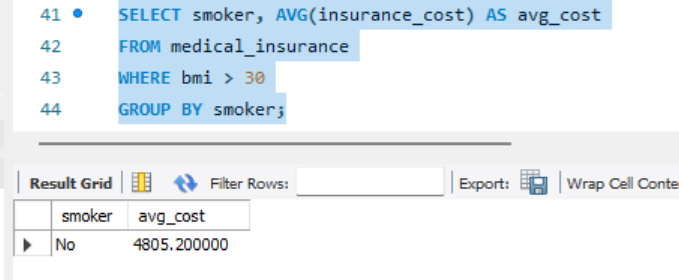 41 SELECT smoker, AVG(insurance_cost) AS avg_cost
42 FROM medical_insurance
43 WHERE bmi > 30
44 GROUP BY smoker;
Result Grid Filter Rows: Export: Wrap Cell Conte
smoker avg_cost
No 4805.200000